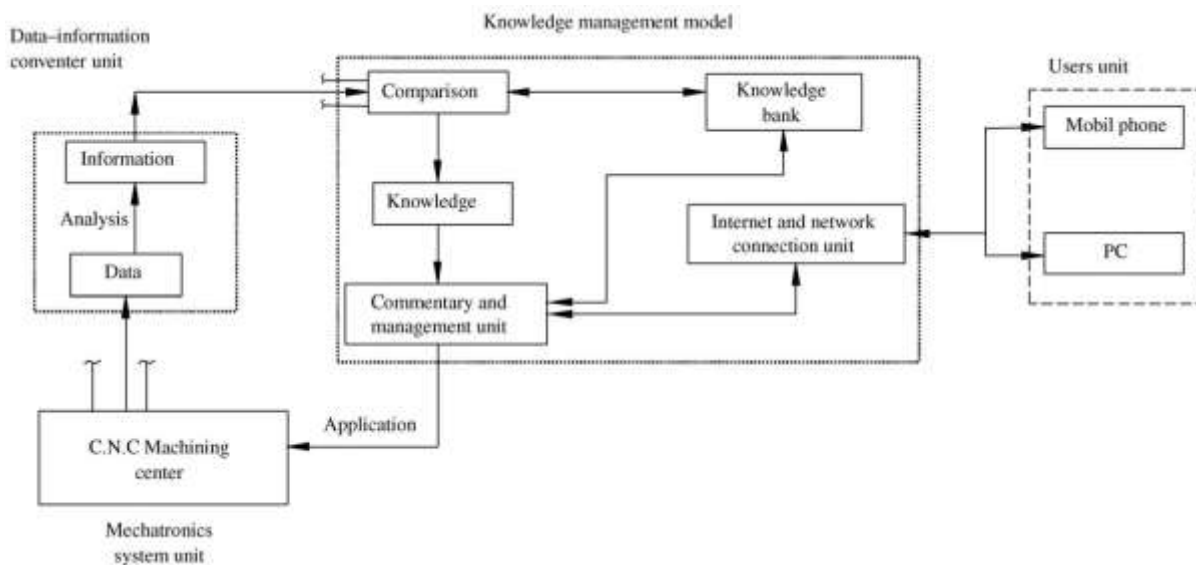 Knowledge management model
Data–information
conventer unit
Users unit
Comparison
Knowledge
bank
Mobil phone
Information
Knowledge
Analysis
Internet and network
connection unit
PC
Data
Commentary and
management unit
Application
C.N.C Machining
center
Mechatronics
system unit